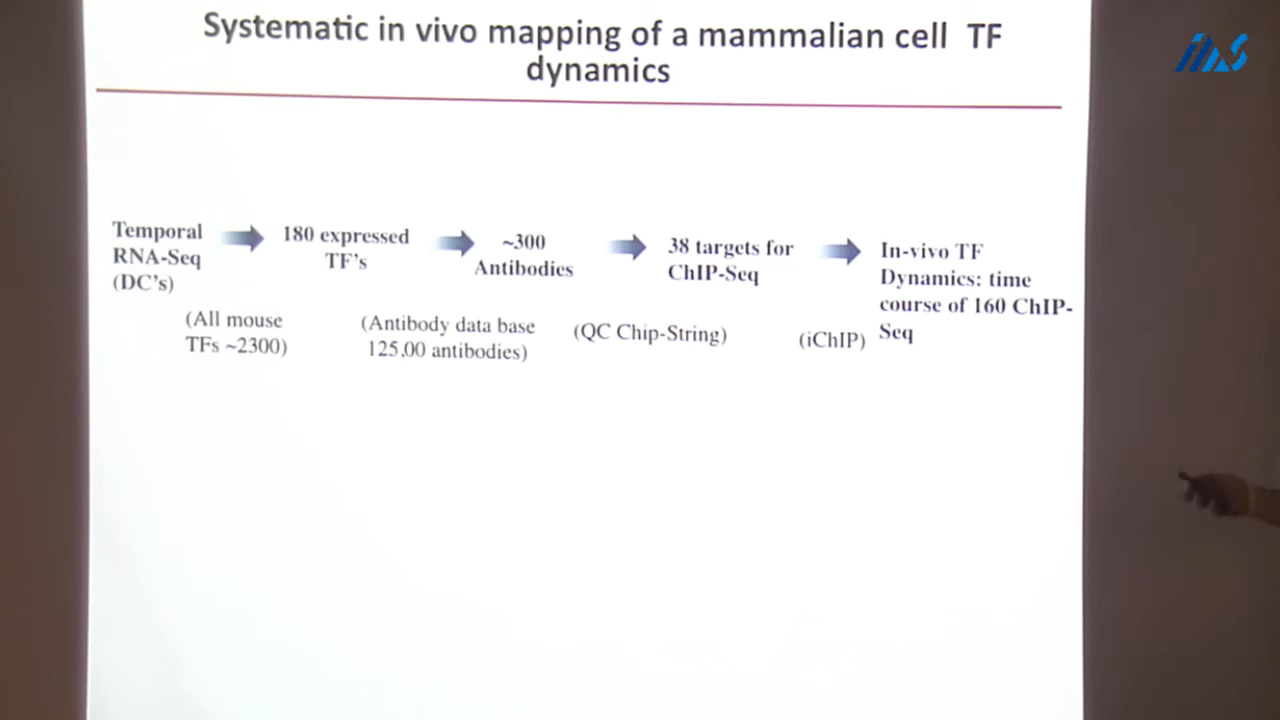 Systematic in vivo mapping of a mammalian cell TF
dynamics
Temporal
RNA-Seq
(DC's)
180 expressed
TF's
~300
Antibodies
38 targets for
ChIP-Seq
In-vivo TF
Dynamics: time
course of 160 ChIP-
Seq
(All mouse
TFs ~2300)
(Antibody data base
125,00 antibodies)
(QC Chip-String)
(iChIP)
iias